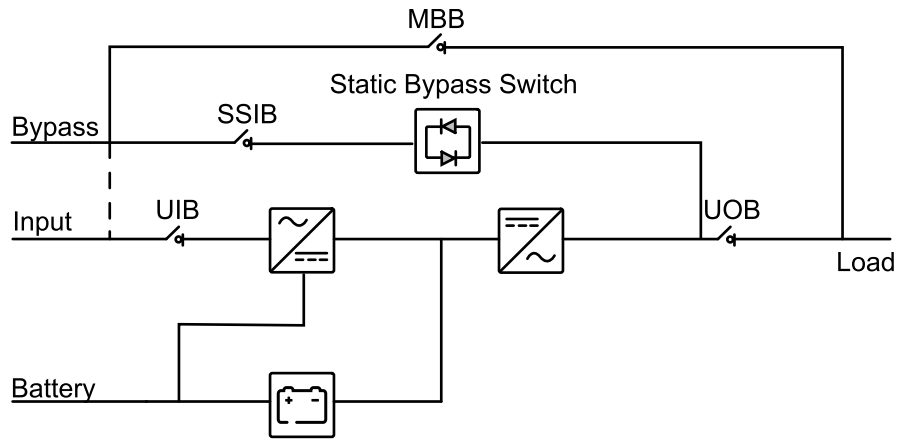 MBB
Static Bypass Switch
SSIB
Bypass
UIB
UOB
Input
Load
Battery